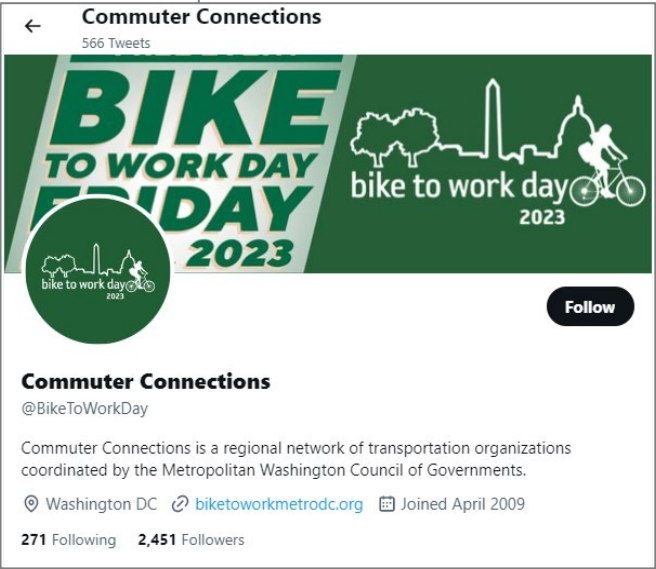 Commuter Connections
566 Tweets
BIKE
TO WORK DAY
FRIDAY
2023
bike to work day
2023
bike to work day
2023
Follow
Commuter Connections
@BikeToWorkDay
Commuter Connections is a regional network of transportation organizations
coordinated by the Metropolitan Washington Council of Governments.
Washington DC biketoworkmetrodc.org Joined April 2009
271 Following 2,451 Followers